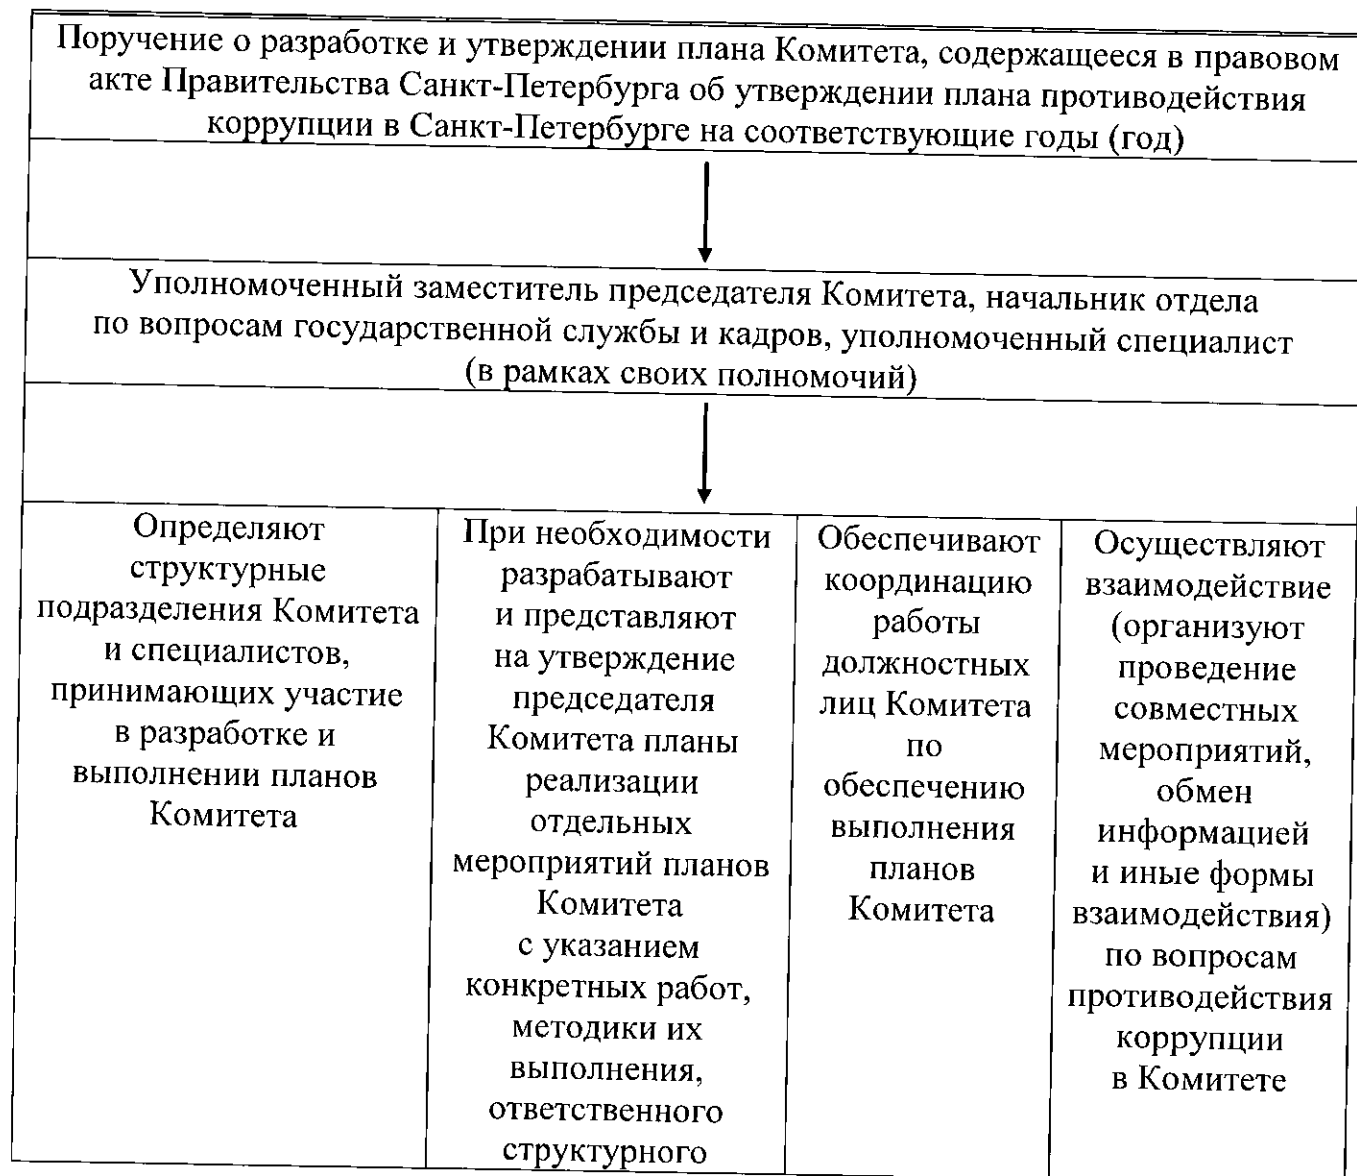 Поручение о разработке и утверждении плана Комитета, содержащееся в правовом
акте Правительства Санкт-Петербурга об утверждении плана противодействия
коррупции в Санкт-Петербурге на соответствующие годы (год)
Уполномоченный заместитель председателя Комитета, начальник отдела
по вопросам государственной службы и кадров, уполномоченный специалист
(в рамках своих полномочий)
Определяют
структурные
подразделения Комитета
и специалистов,
принимающих участие
в разработке и
выполнении планов
Комитета
При необходимости
разрабатывают
и представляют
на утверждение
председателя
Комитета планы
реализации
отдельных
мероприятий планов
Комитета
с указанием
конкретных работ,
методики их
выполнения,
ответственного
структурного
Обеспечивают
координацию
работы
должностных
лиц Комитета
по
обеспечению
выполнения
планов
Комитета
Осуществляют
взаимодействие
(организуют
проведение
совместных
мероприятий,
обмен
информацией
и иные формы
взаимодействия)
по вопросам
противодействия
коррупции
в Комитете